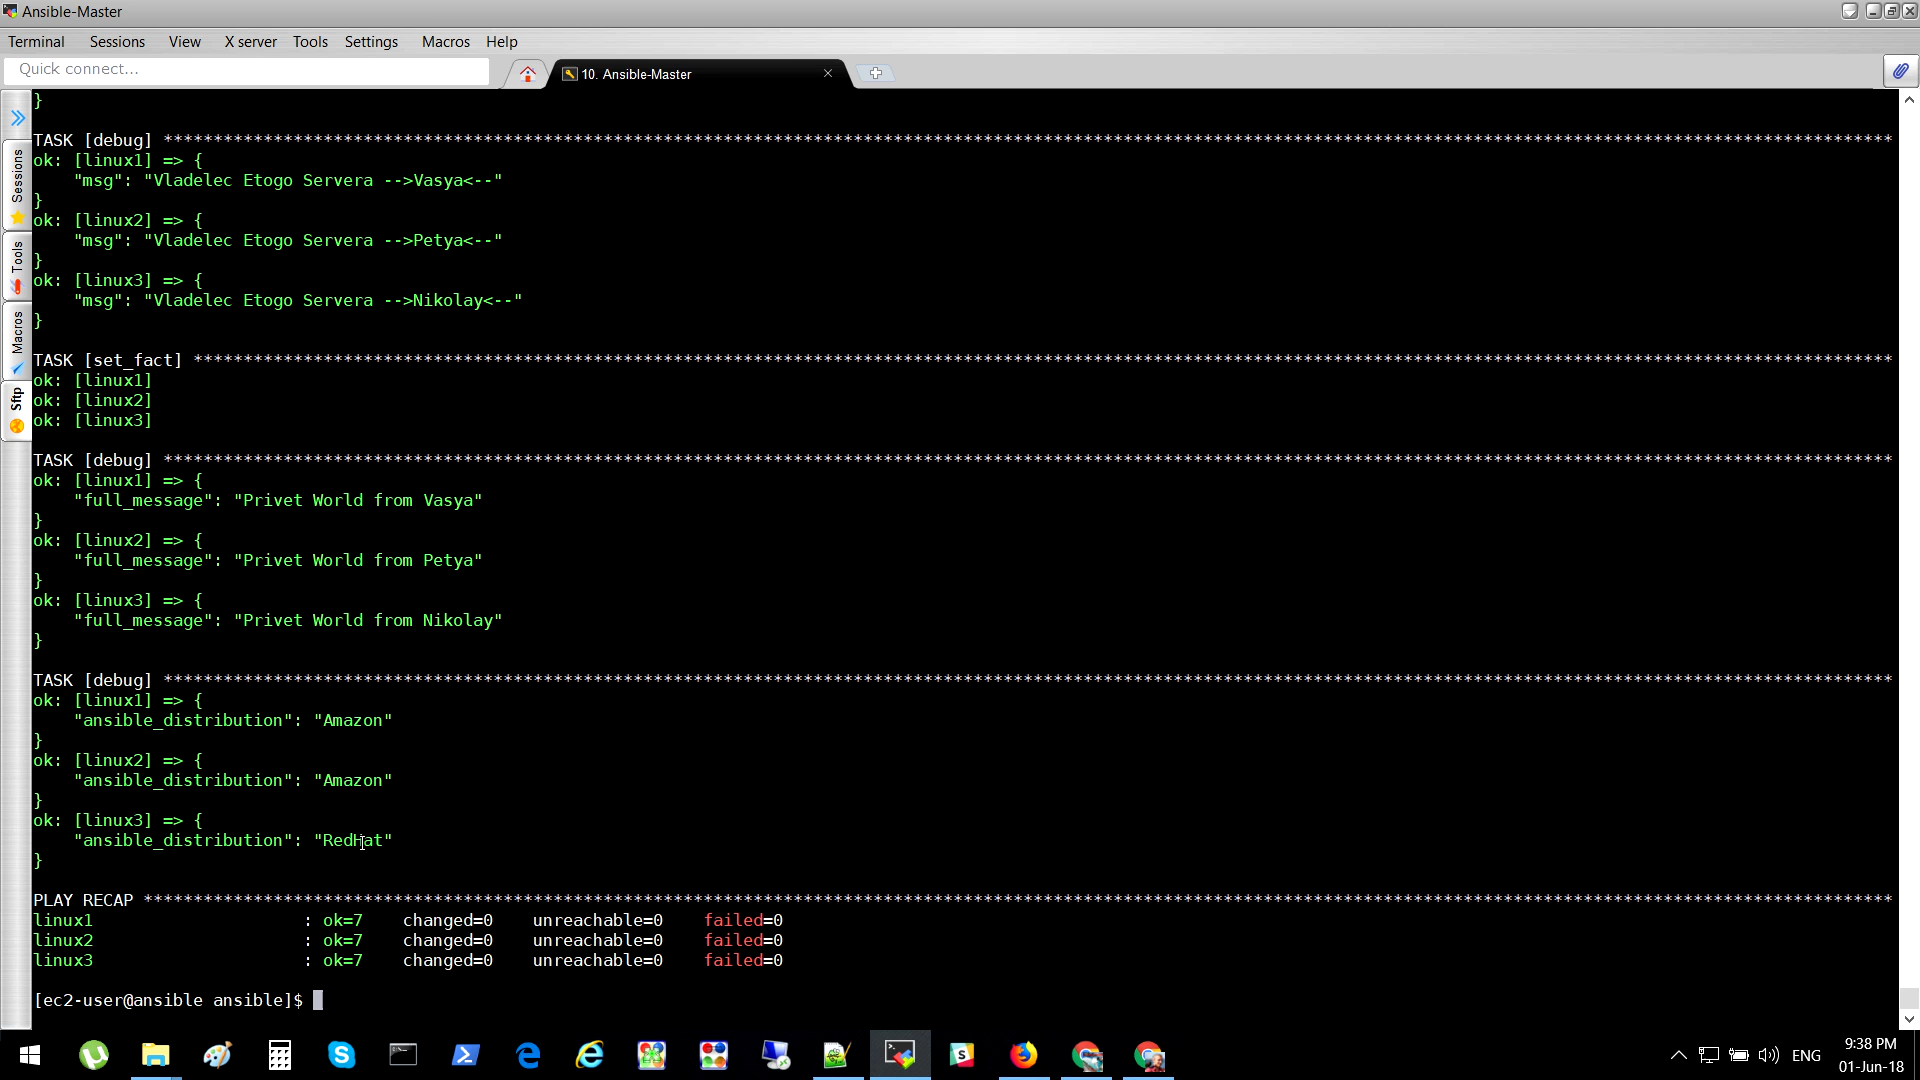 Ansible-Master
Terminal Sessions View X server Tools Settings Macros Help
Quick connect...
10. Ansible-Master
Sessions
Tools
Macros
Sftp
}
TASK [debug] *****************************************************************************************************************************************************************************
ok: [linux1] => {
    "msg": "Vladelec Etogo Servera -->Vasya<--"
}
ok: [linux2] => {
    "msg": "Vladelec Etogo Servera -->Petya<--"
}
ok: [linux3] => {
    "msg": "Vladelec Etogo Servera -->Nikolay<--"
}
TASK [set_fact] **************************************************************************************************************************************************************************
ok: [linux1]
ok: [linux2]
ok: [linux3]
TASK [debug] *****************************************************************************************************************************************************************************
ok: [linux1] => {
    "full_message": "Privet World from Vasya"
}
ok: [linux2] => {
    "full_message": "Privet World from Petya"
}
ok: [linux3] => {
    "full_message": "Privet World from Nikolay"
}
TASK [debug] *****************************************************************************************************************************************************************************
ok: [linux1] => {
    "ansible_distribution": "Amazon"
}
ok: [linux2] => {
    "ansible_distribution": "Amazon"
}
ok: [linux3] => {
    "ansible_distribution": "RedHat"
}
PLAY RECAP *******************************************************************************************************************************************************************************
linux1                     : ok=7    changed=0    unreachable=0    failed=0
linux2                     : ok=7    changed=0    unreachable=0    failed=0
linux3                     : ok=7    changed=0    unreachable=0    failed=0
[ec2-user@ansible ansible]$
ENG
9:38 PM
01-Jun-18